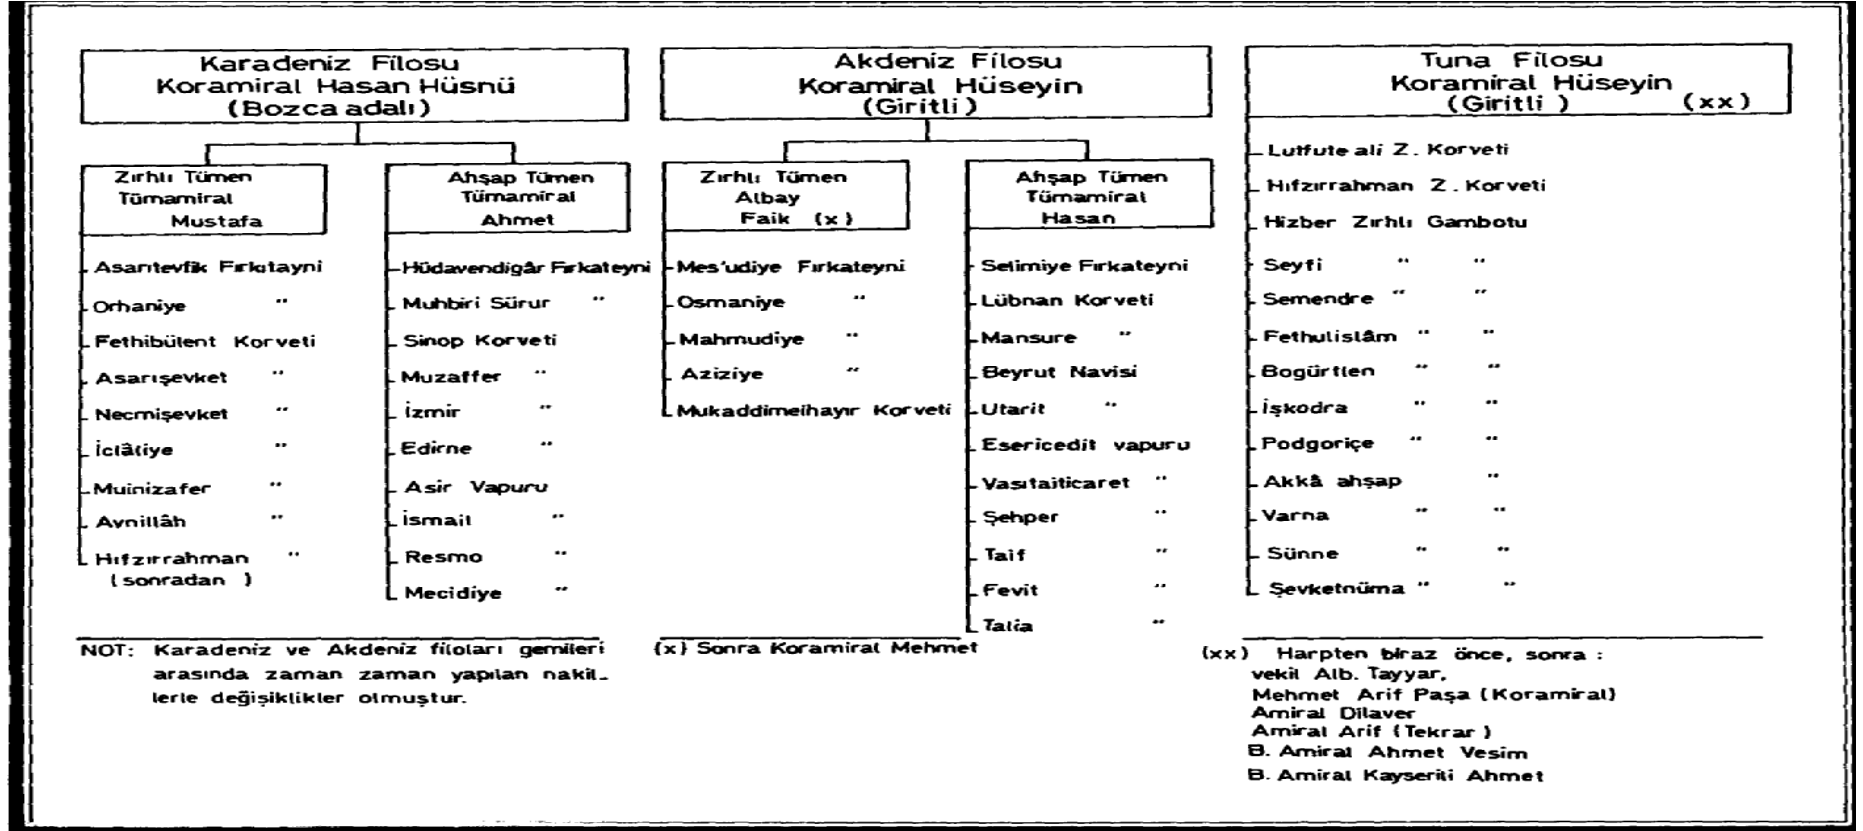 Karadeniz Filosu
Koramiral Hasan Hüsnü
(Bozca adalı)
Zırhlı Tümen
Tümamiral
Mustafa
Asarıtevfik Fırkıtayni
Orhaniye "
Fethibülent Korveti
Asarışevket "
Necmişevket "
İclâliye "
Muinizafer "
Avnillâh "
Hıfzırrahman "
(sonradan)
Ahşap Tümen
Tümamiral
Ahmet
Hüdavendigâr Fırkateyni
Muhbiri Sürur "
Sinop Korveti
Muzaffer "
İzmir "
Edirne "
Asir Vapuru
İsmail "
Resmo "
Mecidiye "
Akdeniz Filosu
Koramiral Hüseyin
(Giritli)
Zırhlı Tümen
Albay
Faik (x)
Mes'udiye Fırkateyni
Osmaniye "
Mahmudiye "
Aziziye "
Mukaddimeihayır Korveti
Ahşap Tümen
Tümamiral
Hasan
Selimiye Fırkateyni
Lübnan Korveti
Mansure "
Beyrut Navisi
Utarit "
Esericedit vapuru
Vasıtaiticaret "
Şehper "
Taif "
Fevit "
Talia "
Tuna Filosu
Koramiral Hüseyin
(Giritli) (xx)
Lutfuteali Z. Korveti
Hıfzırrahman Z. Korveti
Hizber Zırhlı Gambotu
Seyfi " "
Semendre " "
Fethulislâm " "
Bogürtlen " "
İşkodra " "
Podgoriçe " "
Akkâ ahşap "
Varna " "
Sünne " "
Şevketnüma " "
NOT: Karadeniz ve Akdeniz filoları gemileri
arasında zaman zaman yapılan nakil-
lerle değişiklikler olmuştur.
(x) Sonra Koramiral Mehmet
(xx) Harpten biraz önce, sonra :
vekil Alb. Tayyar,
Mehmet Arif Paşa (Koramiral)
Amiral Dilaver
Amiral Arif (Tekrar)
B. Amiral Ahmet Vesim
B. Amiral Kayserili Ahmet